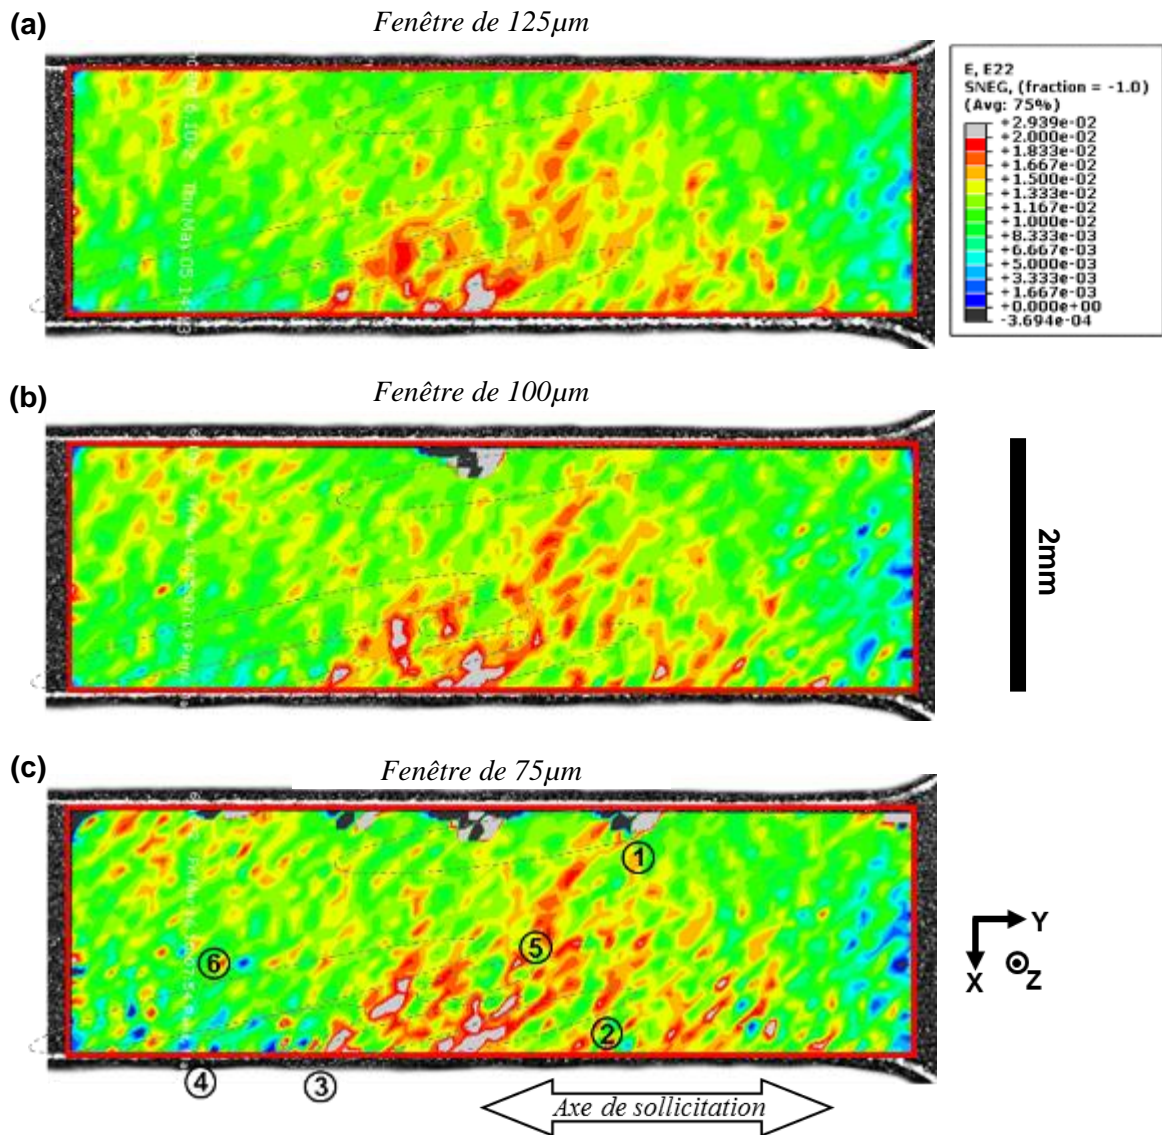 (a)
Fenêtre de 125µm
E, E22
SNEG, (fraction = -1.0)
(Avg: 75%)
+2.939e-02
+2.000e-02
+1.833e-02
+1.667e-02
+1.500e-02
+1.333e-02
+1.167e-02
+1.000e-02
+8.333e-03
+6.667e-03
+5.000e-03
+3.333e-03
+1.667e-03
+0.000e+00
-3.694e-04
(b)
Fenêtre de 100µm
2mm
(c)
Fenêtre de 75µm
1
5
6
2
4
3
Y
X
Z
Axe de sollicitation